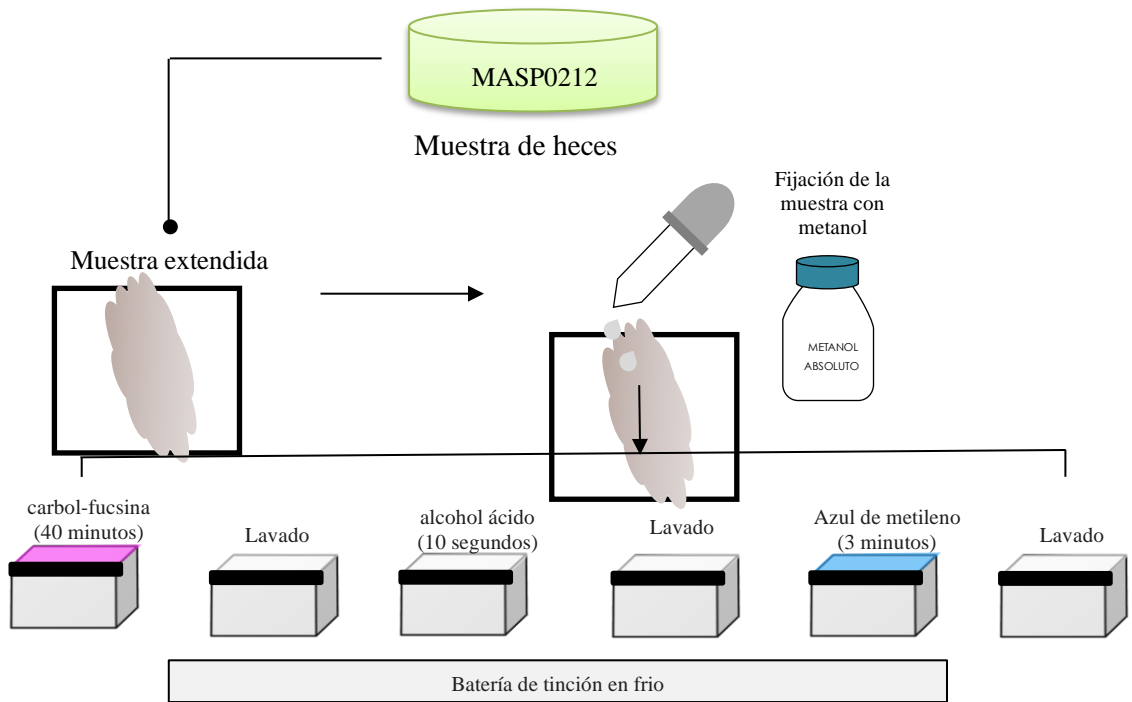 MASP0212
Muestra de heces
Fijación de la
muestra con
metanol
Muestra extendida
METANOL
ABSOLUTO
carbol-fucsina
(40 minutos)
Lavado
alcohol ácido
(10 segundos)
Lavado
Azul de metileno
(3 minutos)
Lavado
Batería de tinción en frio